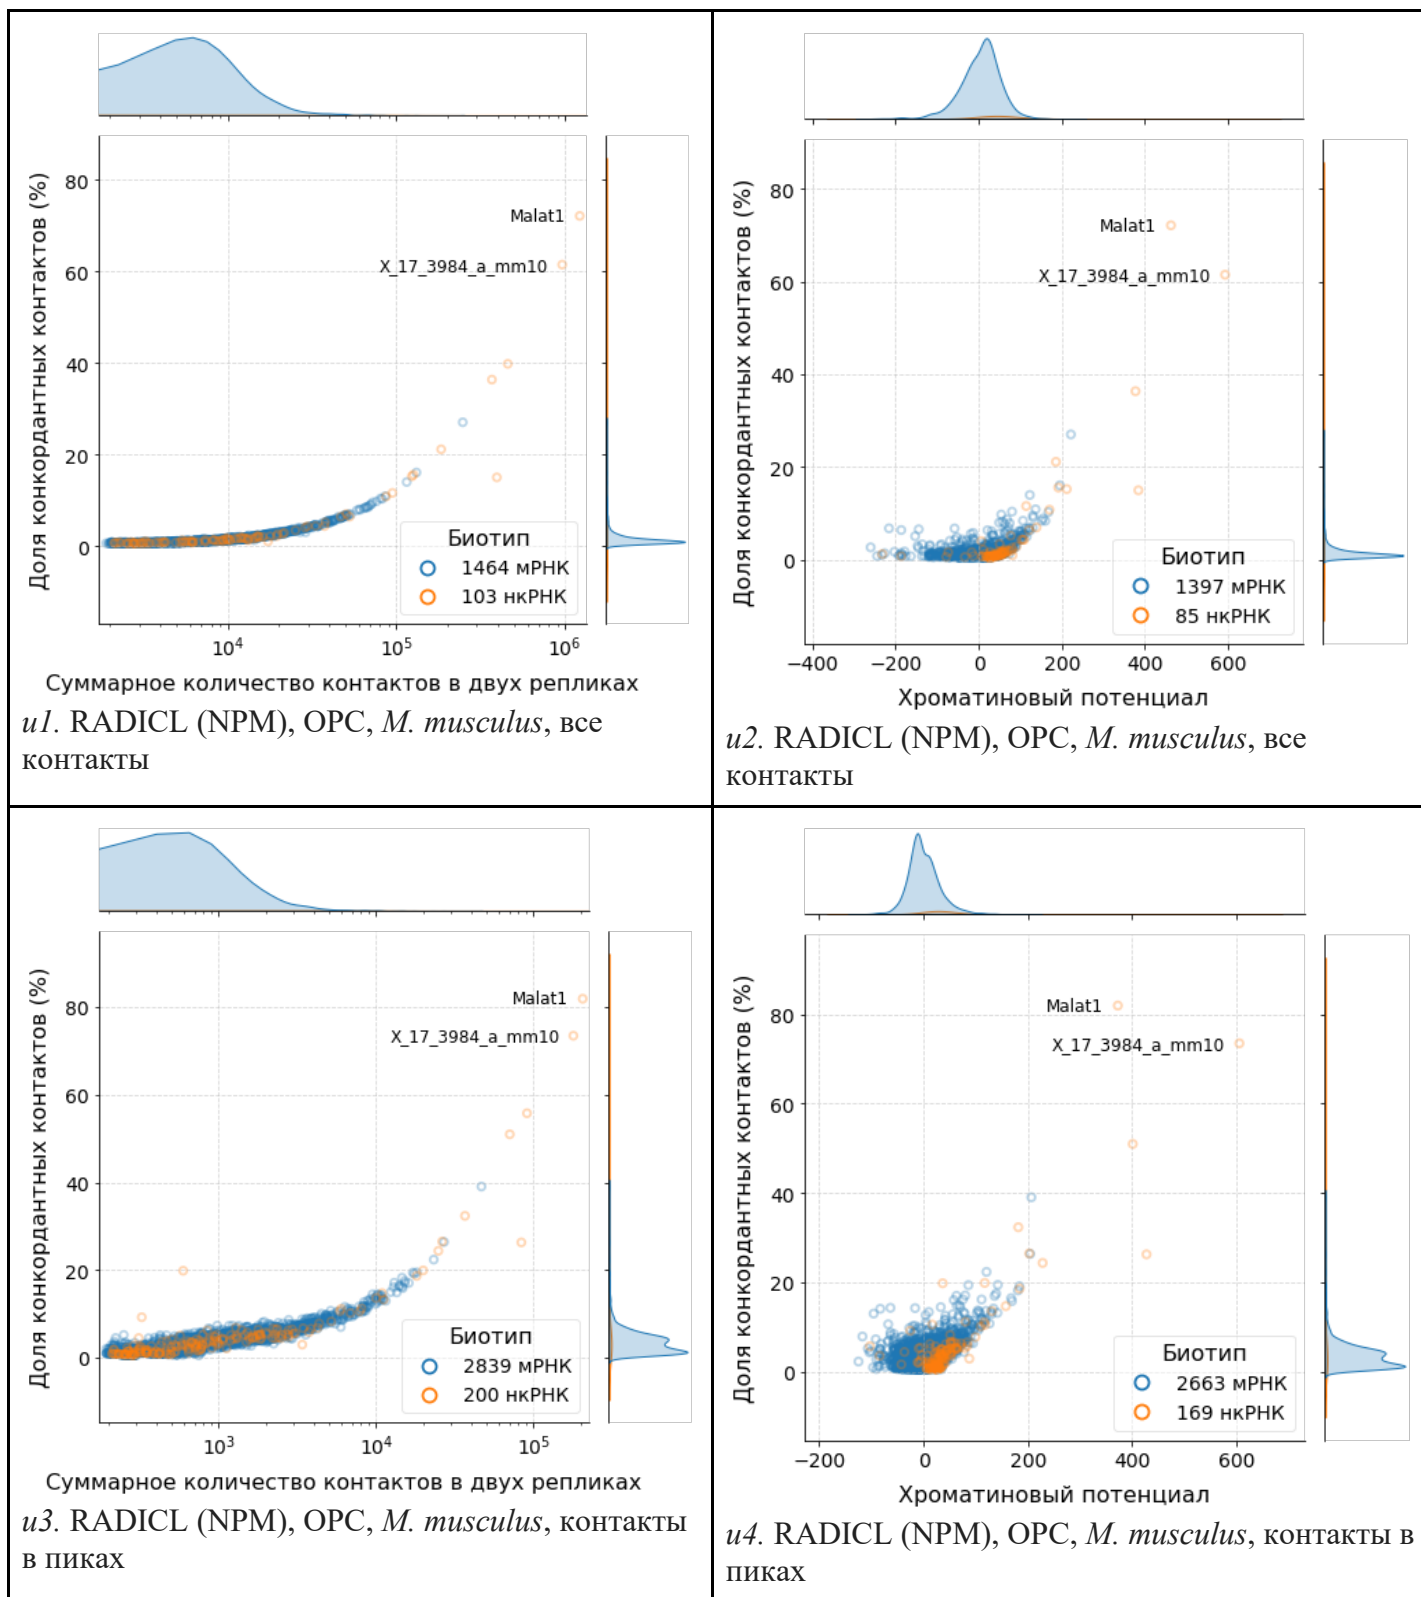 Доля конкордантных контактов (%)
80
60
40
20
0
Malat1
X_17_3984_a_mm10
Биотип
1464 мРНК
103 нкРНК
10^4
10^5
10^6
Суммарное количество контактов в двух репликах
и1. RADICL (NPM), OPC, M. musculus, все
контакты
Доля конкордантных контактов (%)
80
60
40
20
0
Malat1
X_17_3984_a_mm10
Биотип
1397 мРНК
85 нкРНК
−400
−200
0
200
400
600
Хроматиновый потенциал
и2. RADICL (NPM), OPC, M. musculus, все
контакты
Доля конкордантных контактов (%)
80
60
40
20
0
Malat1
X_17_3984_a_mm10
Биотип
2839 мРНК
200 нкРНК
10^3
10^4
10^5
Суммарное количество контактов в двух репликах
и3. RADICL (NPM), OPC, M. musculus, контакты
в пиках
Доля конкордантных контактов (%)
80
60
40
20
0
Malat1
X_17_3984_a_mm10
Биотип
2663 мРНК
169 нкРНК
−200
0
200
400
600
Хроматиновый потенциал
и4. RADICL (NPM), OPC, M. musculus, контакты в
пиках